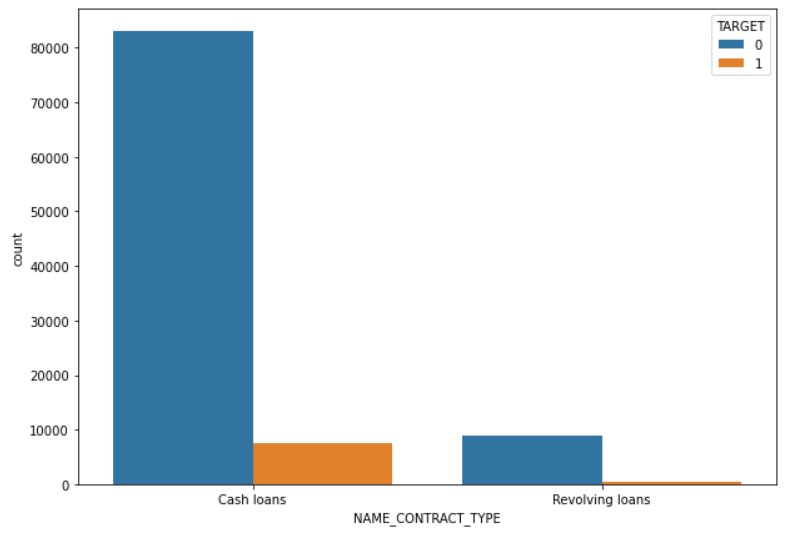 TARGET
0
1
80000
70000
60000
50000
40000
30000
20000
10000
0
count
Cash loans
Revolving loans
NAME_CONTRACT_TYPE